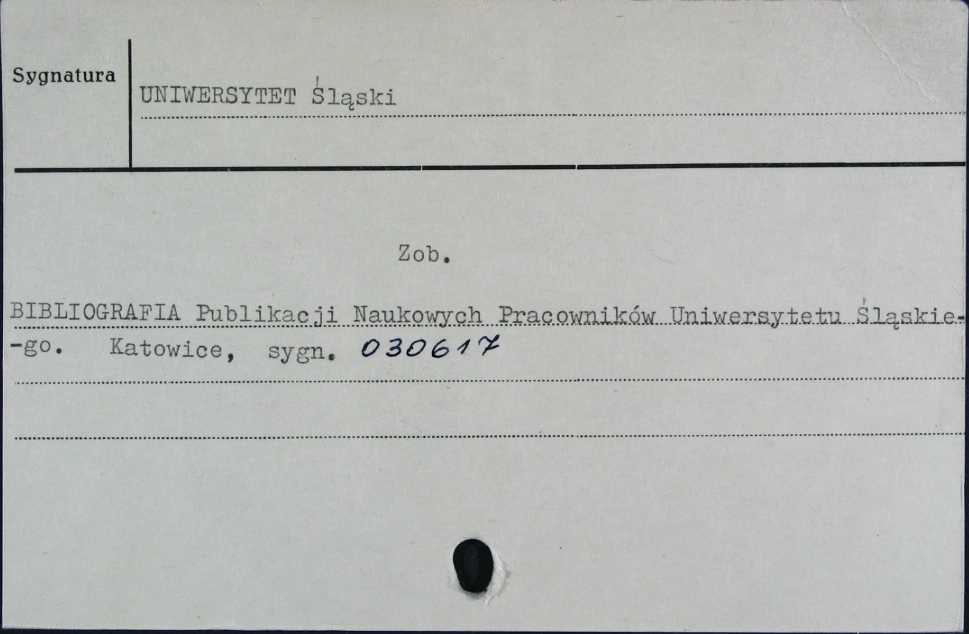 Sygnatura
UNIWERSYTET Śląski
Zob.
BIBLIOGRAFIA Publikacji Naukowych Pracowników Uniwersytetu Śląskie-
-go. Katowice, sygn. 030617